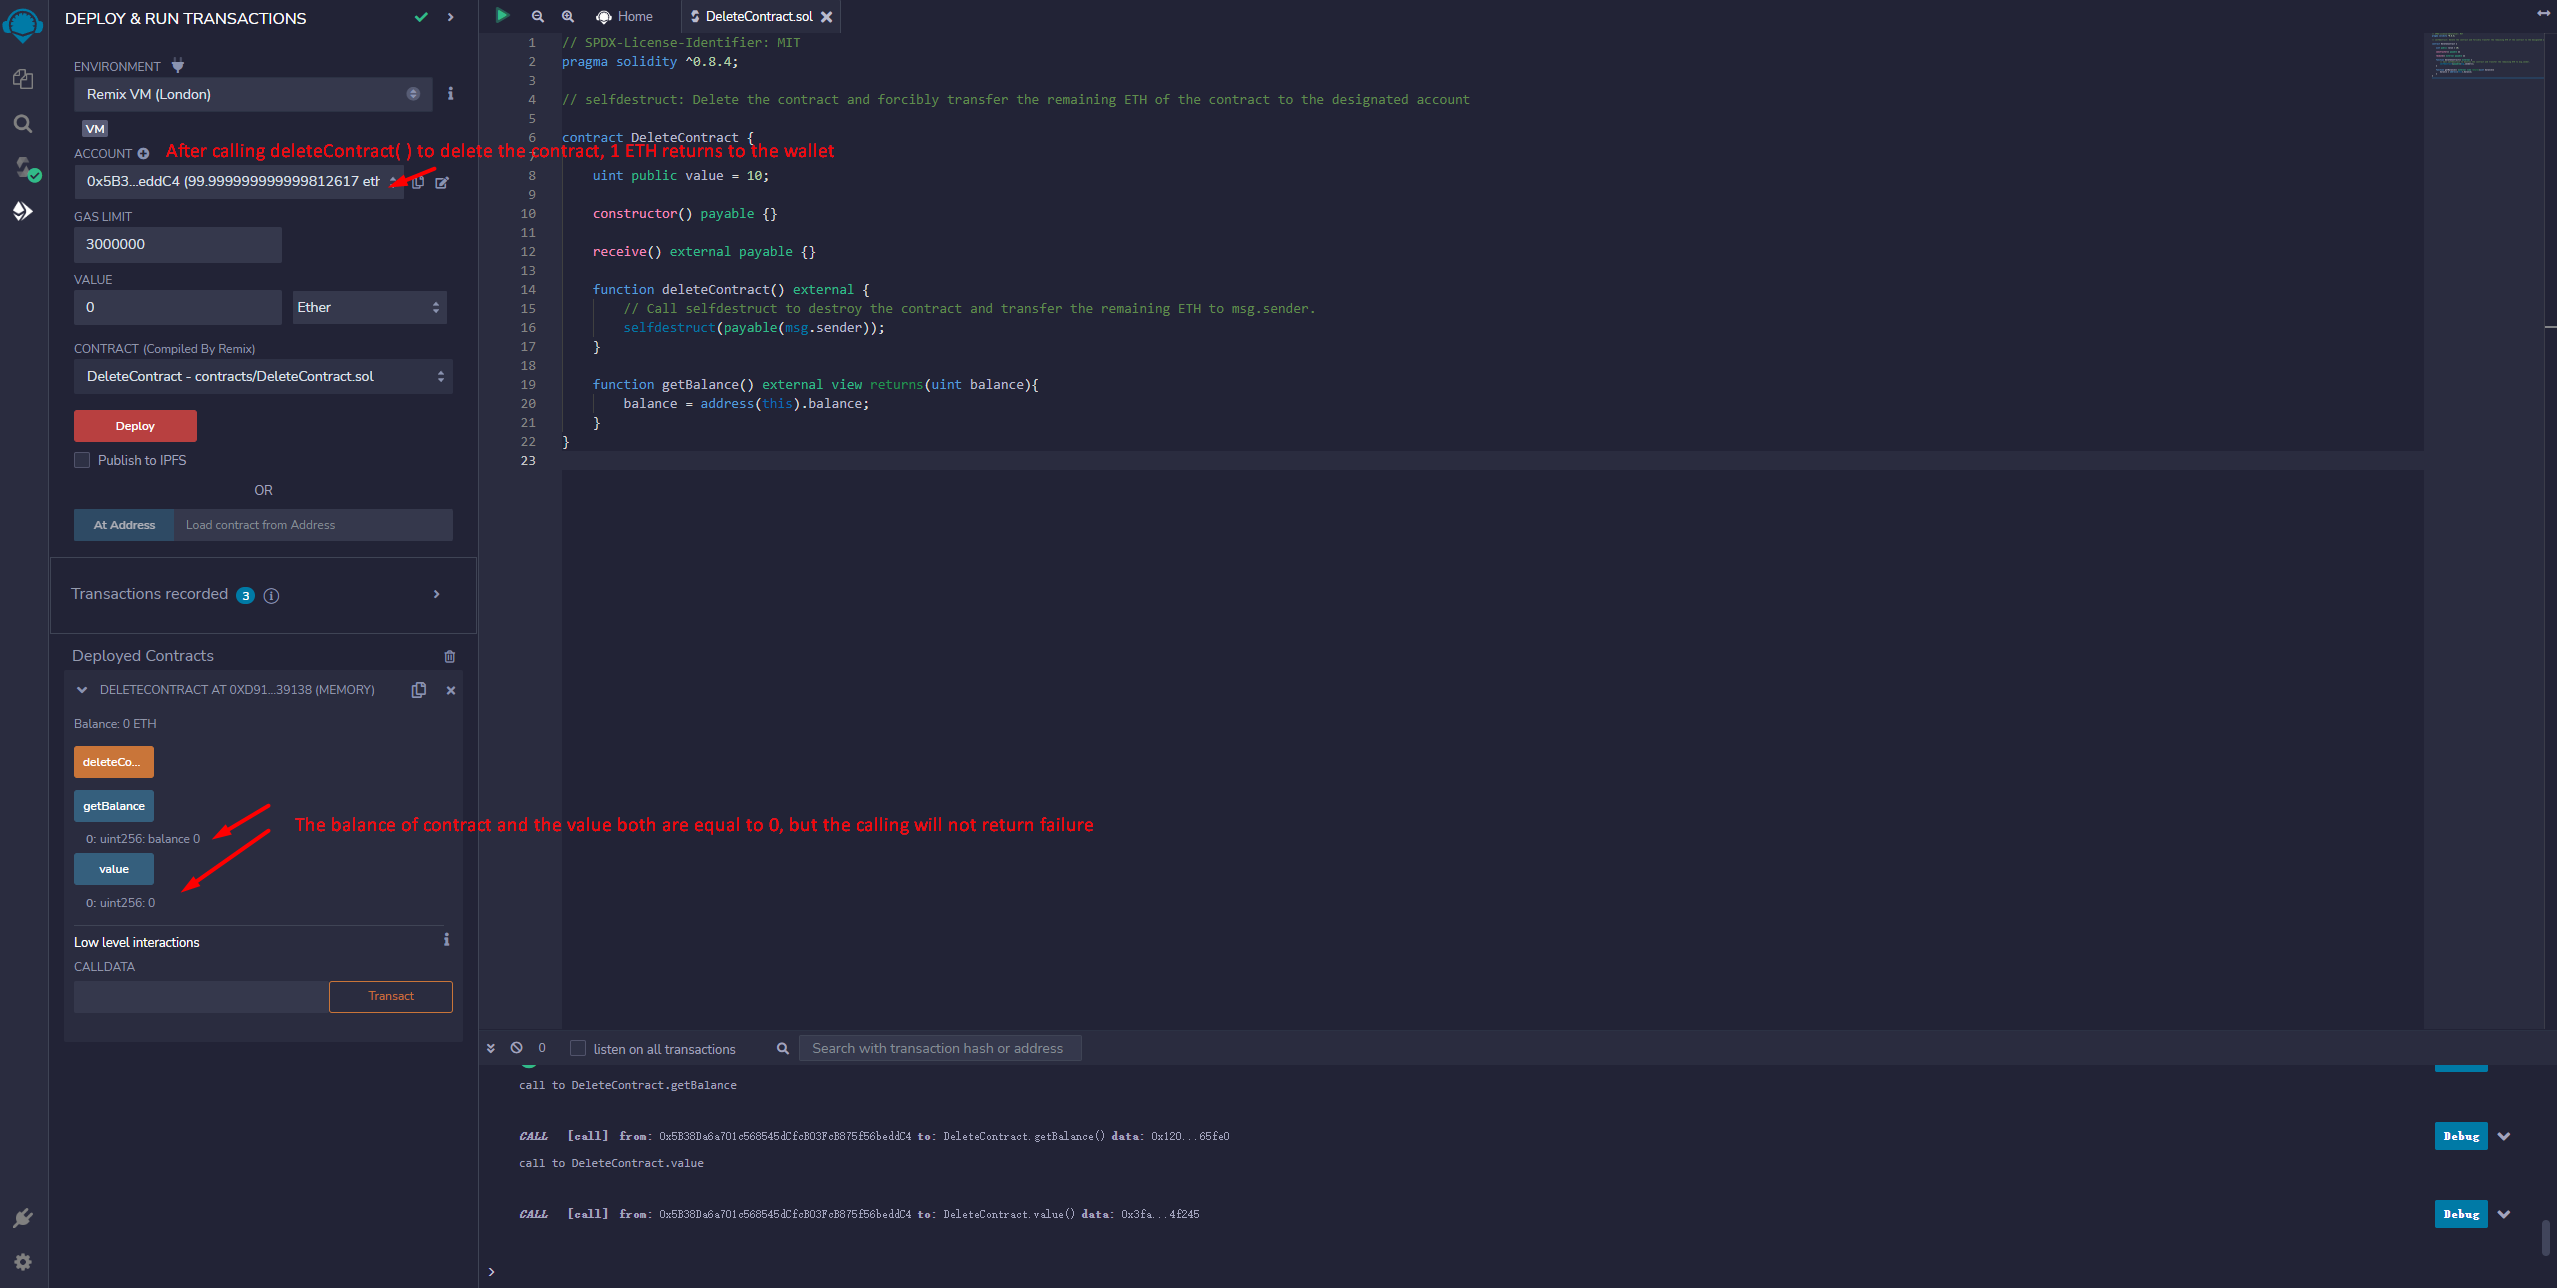 DEPLOY & RUN TRANSACTIONS
ENVIRONMENT
Remix VM (London)
VM
ACCOUNT
After calling deleteContract( ) to delete the contract, 1 ETH returns to the wallet
0x5B3...eddC4 (99.999999999999812617 eth
GAS LIMIT
3000000
VALUE
0
Ether
CONTRACT (Compiled By Remix)
DeleteContract - contracts/DeleteContract.sol
Deploy
Publish to IPFS
OR
At Address
Load contract from Address
Transactions recorded 3
Deployed Contracts
DELETECONTRACT AT 0XD91...39138 (MEMORY)
Balance: 0 ETH
deleteCo...
getBalance
0: uint256: balance 0
The balance of contract and the value both are equal to 0, but the calling will not return failure
value
0: uint256: 0
Low level interactions
CALLDATA
Transact
Home
DeleteContract.sol
1 // SPDX-License-Identifier: MIT
2 pragma solidity ^0.8.4;
3
4 // selfdestruct: Delete the contract and forcibly transfer the remaining ETH of the contract to the designated account
5
6 contract DeleteContract {
7
8 uint public value = 10;
9
10 constructor() payable {}
11
12 receive() external payable {}
13
14 function deleteContract() external {
15 // Call selfdestruct to destroy the contract and transfer the remaining ETH to msg.sender.
16 selfdestruct(payable(msg.sender));
17 }
18
19 function getBalance() external view returns(uint balance){
20 balance = address(this).balance;
21 }
22 }
23
0
listen on all transactions
Search with transaction hash or address
call to DeleteContract.getBalance
CALL [call] from: 0x5B38Da6a701c568545dCfcB03FcB875f56beddC4 to: DeleteContract.getBalance() data: 0x120...65fe0
Debug
call to DeleteContract.value
CALL [call] from: 0x5B38Da6a701c568545dCfcB03FcB875f56beddC4 to: DeleteContract.value() data: 0x3fa...4f245
Debug
>